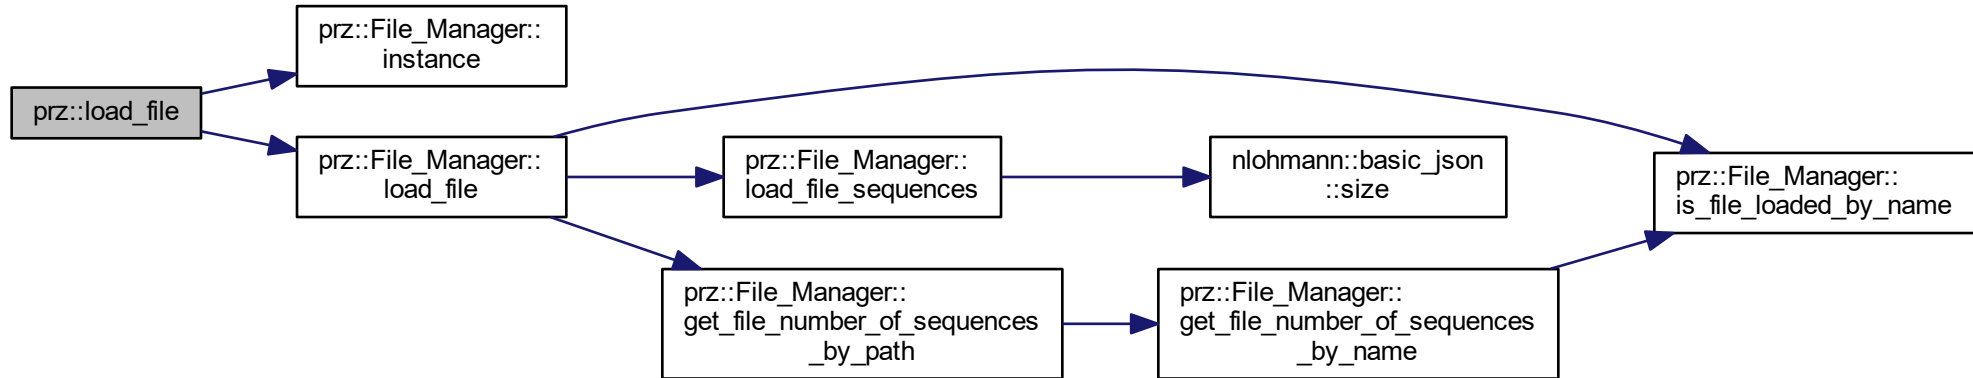 prz::load_file
prz::File_Manager::
instance
prz::File_Manager::
load_file
prz::File_Manager::
load_file_sequences
nlohmann::basic_json
::size
prz::File_Manager::
is_file_loaded_by_name
prz::File_Manager::
get_file_number_of_sequences
_by_path
prz::File_Manager::
get_file_number_of_sequences
_by_name